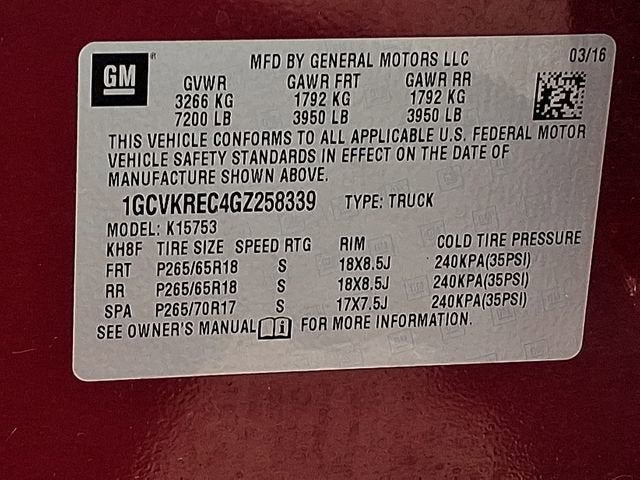 GM
MFD BY GENERAL MOTORS LLC 03/16
GVWR GAWR FRT GAWR RR
3266 KG 1792 KG 1792 KG
7200 LB 3950 LB 3950 LB
THIS VEHICLE CONFORMS TO ALL APPLICABLE U.S. FEDERAL MOTOR
VEHICLE SAFETY STANDARDS IN EFFECT ON THE DATE OF
MANUFACTURE SHOWN ABOVE.
1GCVKREC4GZ258339 TYPE: TRUCK
MODEL: K15753
KH8F TIRE SIZE SPEED RTG RIM COLD TIRE PRESSURE
FRT P265/65R18 S 18X8.5J 240KPA(35PSI)
RR P265/65R18 S 18X8.5J 240KPA(35PSI)
SPA P265/70R17 S 17X7.5J 240KPA(35PSI)
SEE OWNER'S MANUAL FOR MORE INFORMATION.